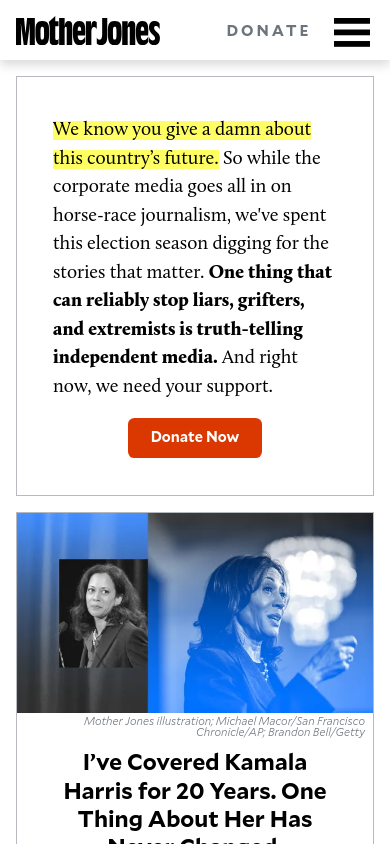 Mother Jones
DONATE
We know you give a damn about
this country’s future. So while the
corporate media goes all in on
horse-race journalism, we've spent
this election season digging for the
stories that matter. One thing that
can reliably stop liars, grifters,
and extremists is truth-telling
independent media. And right
now, we need your support.
Donate Now
Mother Jones illustration; Michael Macor/San Francisco
Chronicle/AP; Brandon Bell/Getty
I’ve Covered Kamala
Harris for 20 Years. One
Thing About Her Has
Never Changed